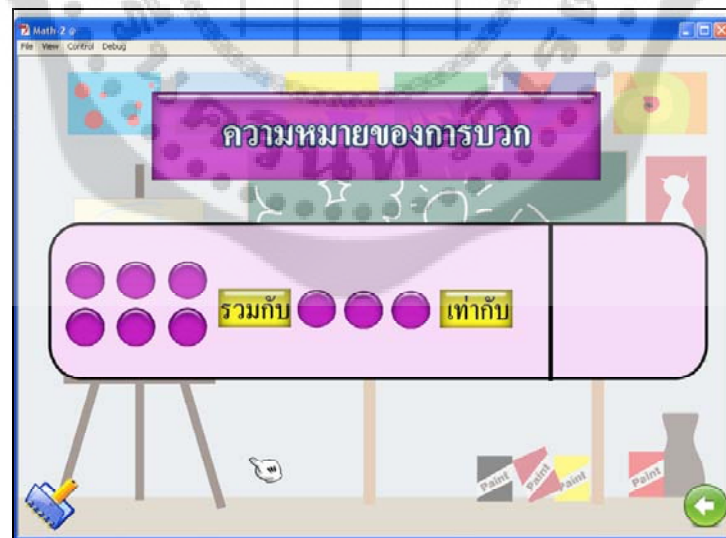 Math-2
File View Control Debug
ความหมายของการบวก
รวมกับ เท่ากับ
Paint Paint Paint Paint